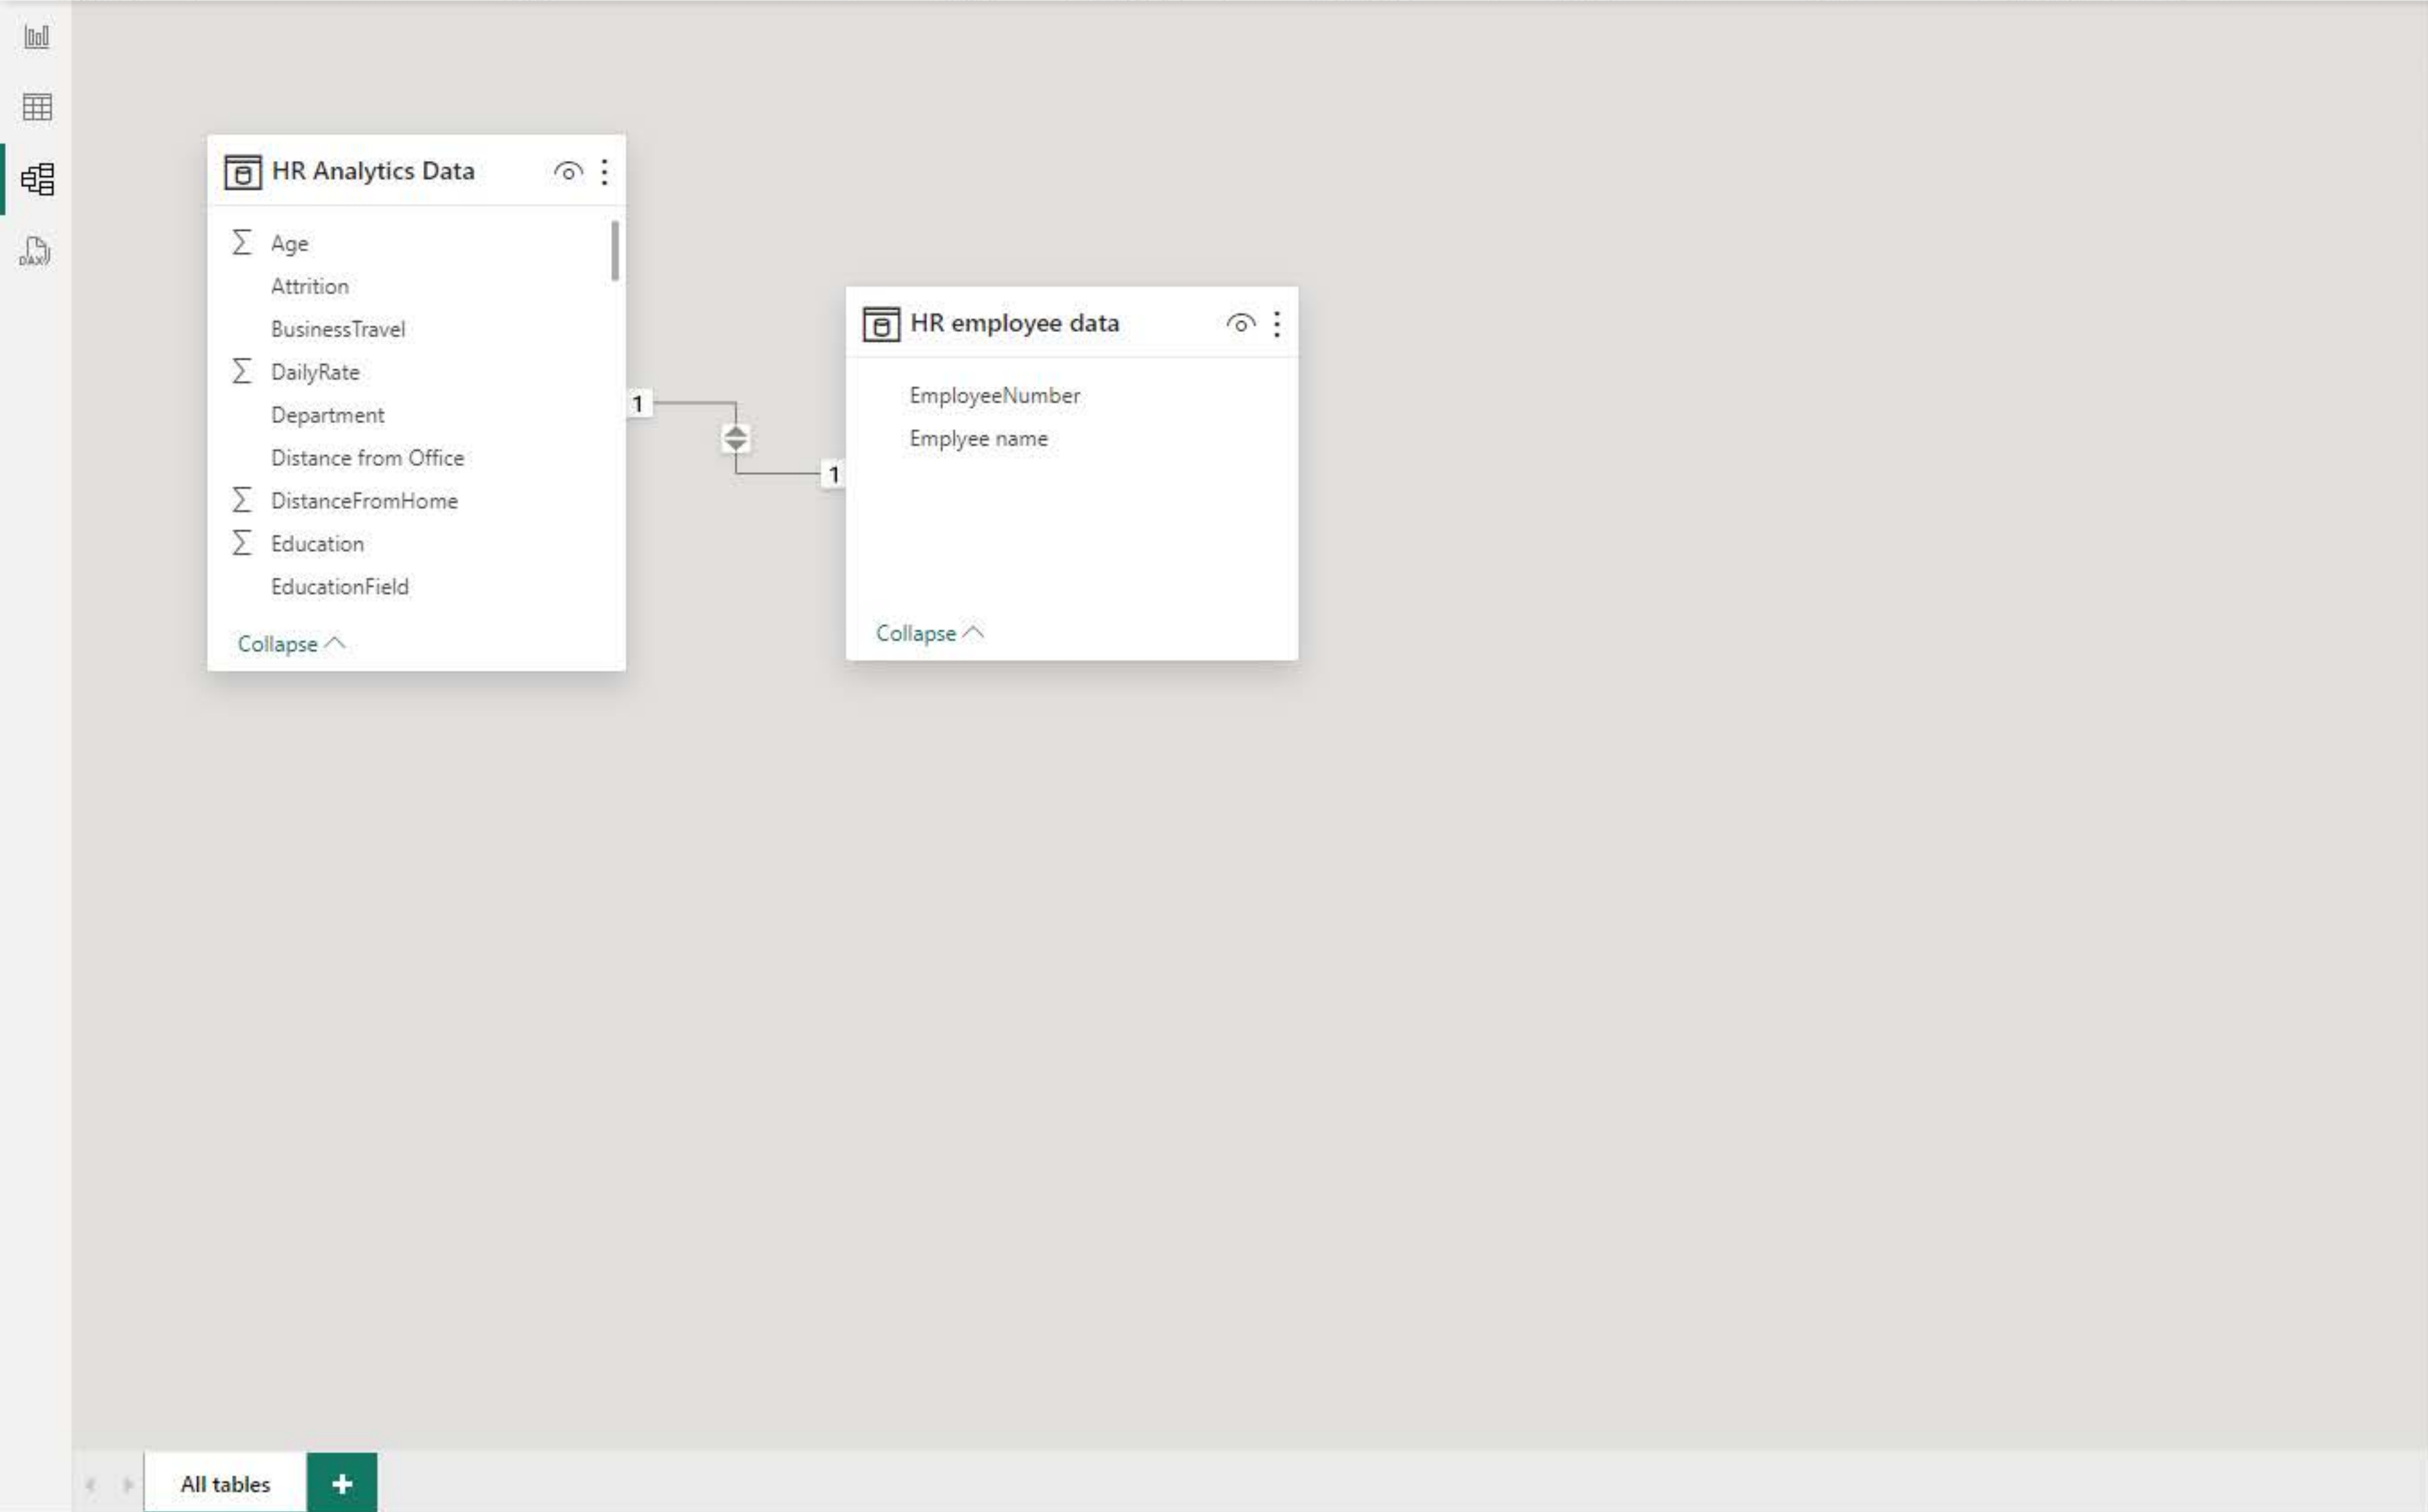 DAX
HR Analytics Data
Σ Age
Attrition
BusinessTravel
Σ DailyRate
Department
Distance from Office
Σ DistanceFromHome
Σ Education
EducationField
Collapse
1
1
HR employee data
EmployeeNumber
Emplyee name
Collapse
All tables
+